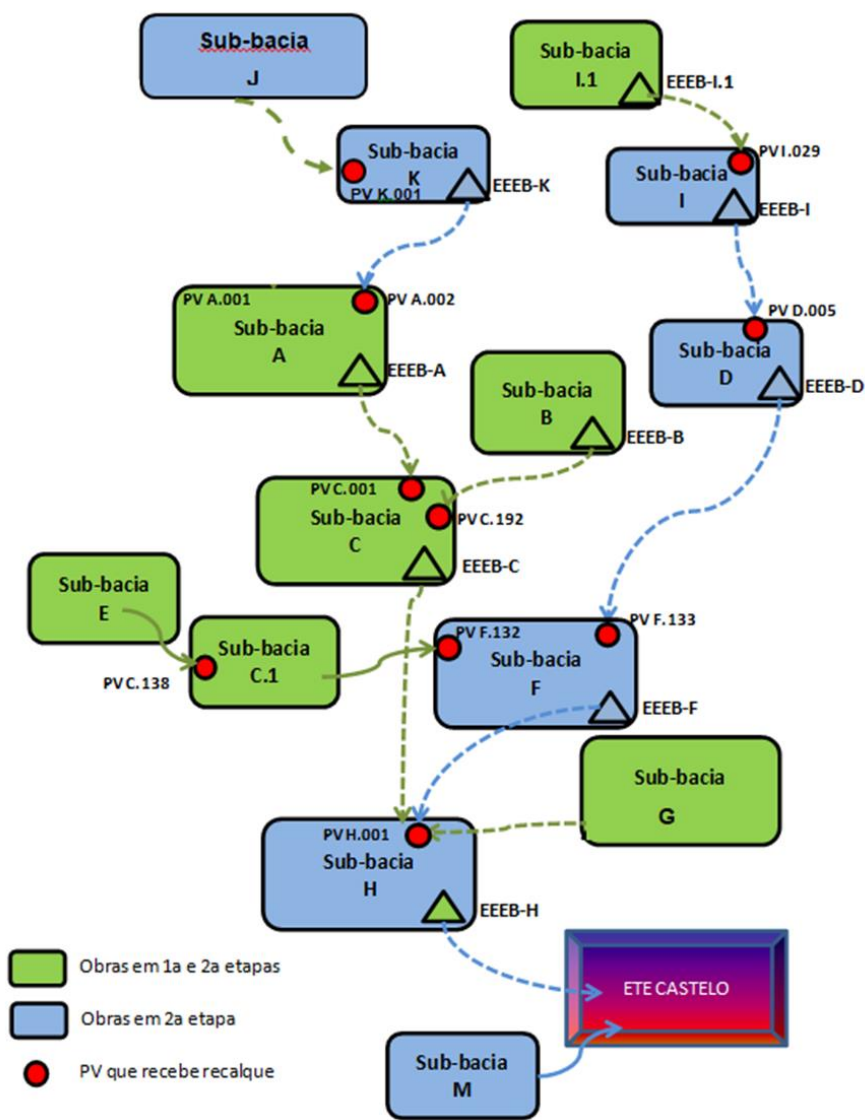 Sub-bacia
J
Sub-bacia
I.1
EEEB-I.1
Sub-bacia
K
PV K.001
EEEB-K
PV I.029
Sub-bacia
I
EEEB-I
PV A.001
PV A.002
Sub-bacia
A
EEEB-A
PV D.005
Sub-bacia
D
EEEB-D
Sub-bacia
B
EEEB-B
PV C.001
Sub-bacia
C
PV C.192
EEEB-C
Sub-bacia
E
PV C.138
Sub-bacia
C.1
PV F.132
PV F.133
Sub-bacia
F
EEEB-F
Sub-bacia
G
PV H.001
Sub-bacia
H
EEEB-H
Obras em 1a e 2a etapas
Obras em 2a etapa
PV que recebe recalque
ETE CASTELO
Sub-bacia
M